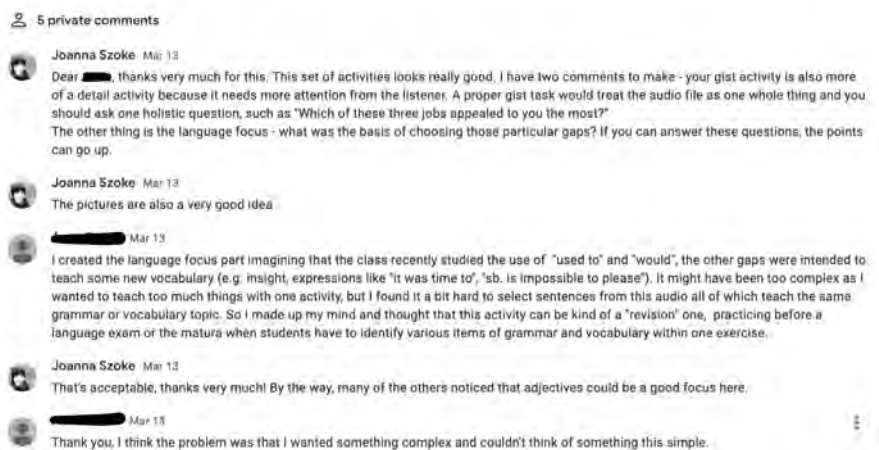 5 private comments
Joanna Szoke Mar 13
Dear , thanks very much for this. This set of activities looks really good. I have two comments to make - your gist activity is also more
of a detail activity because it needs more attention from the listener. A proper gist task would treat the audio file as one whole thing and you
should ask one holistic question, such as "Which of these three jobs appealed to you the most?"
The other thing is the language focus - what was the basis of choosing those particular gaps? If you can answer these questions, the points
can go up.
Joanna Szoke Mar 13
The pictures are also a very good idea
Mar 13
I created the language focus part imagining that the class recently studied the use of "used to" and "would", the other gaps were intended to
teach some new vocabulary (e.g. insight, expressions like "it was time to", "sb. is impossible to please"). It might have been too complex as I
wanted to teach too much things with one activity, but I found it a bit hard to select sentences from this audio all of which teach the same
grammar or vocabulary topic. So I made up my mind and thought that this activity can be kind of a "revision" one, practicing before a
language exam or the matura when students have to identify various items of grammar and vocabulary within one exercise.
Joanna Szoke Mar 13
That's acceptable, thanks very much! By the way, many of the others noticed that adjectives could be a good focus here.
Mar 13
Thank you, I think the problem was that I wanted something complex and couldn't think of something this simple.